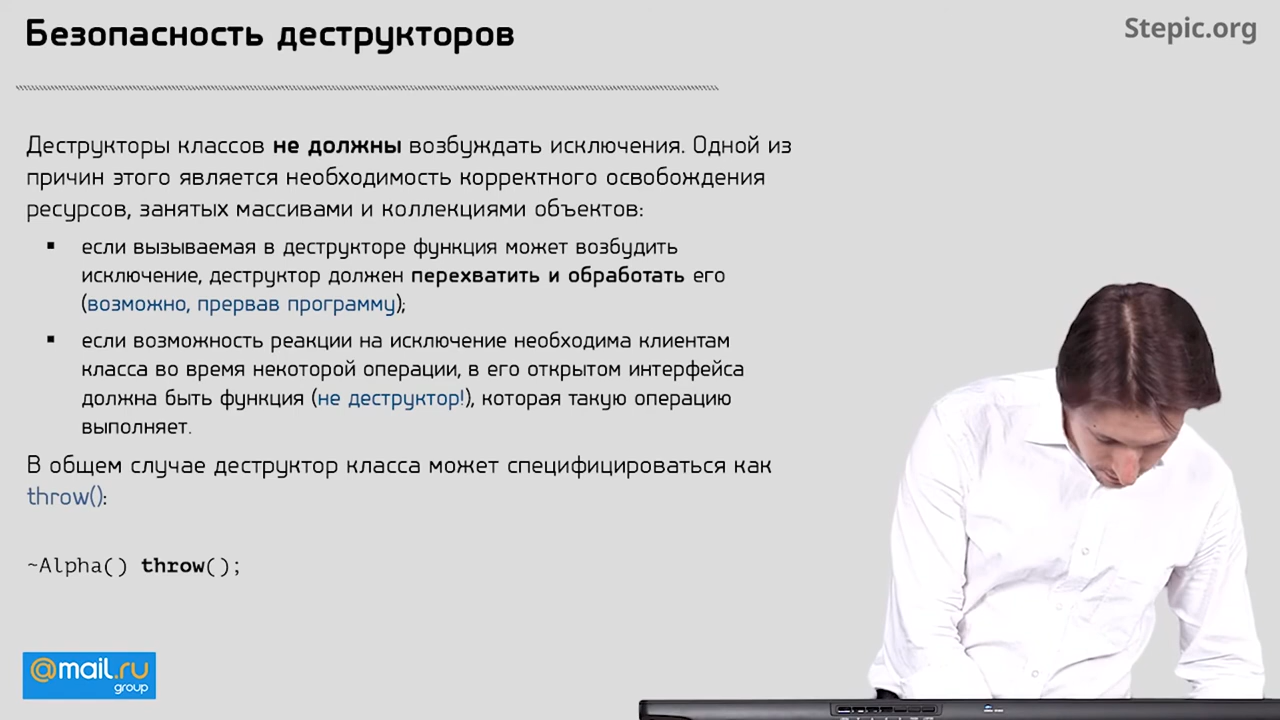 Безопасность деструкторов
Stepic.org
Деструкторы классов не должны возбуждать исключения. Одной из
причин этого является необходимость корректного освобождения
ресурсов, занятых массивами и коллекциями объектов:
▪ если вызываемая в деструкторе функция может возбудить
исключение, деструктор должен перехватить и обработать его
(возможно, прервав программу);
▪ если возможность реакции на исключение необходима клиентам
класса во время некоторой операции, в его открытом интерфейса
должна быть функция (не деструктор!), которая такую операцию
выполняет.
В общем случае деструктор класса может специфицироваться как
throw():
~Alpha() throw();
@mail.ru
group